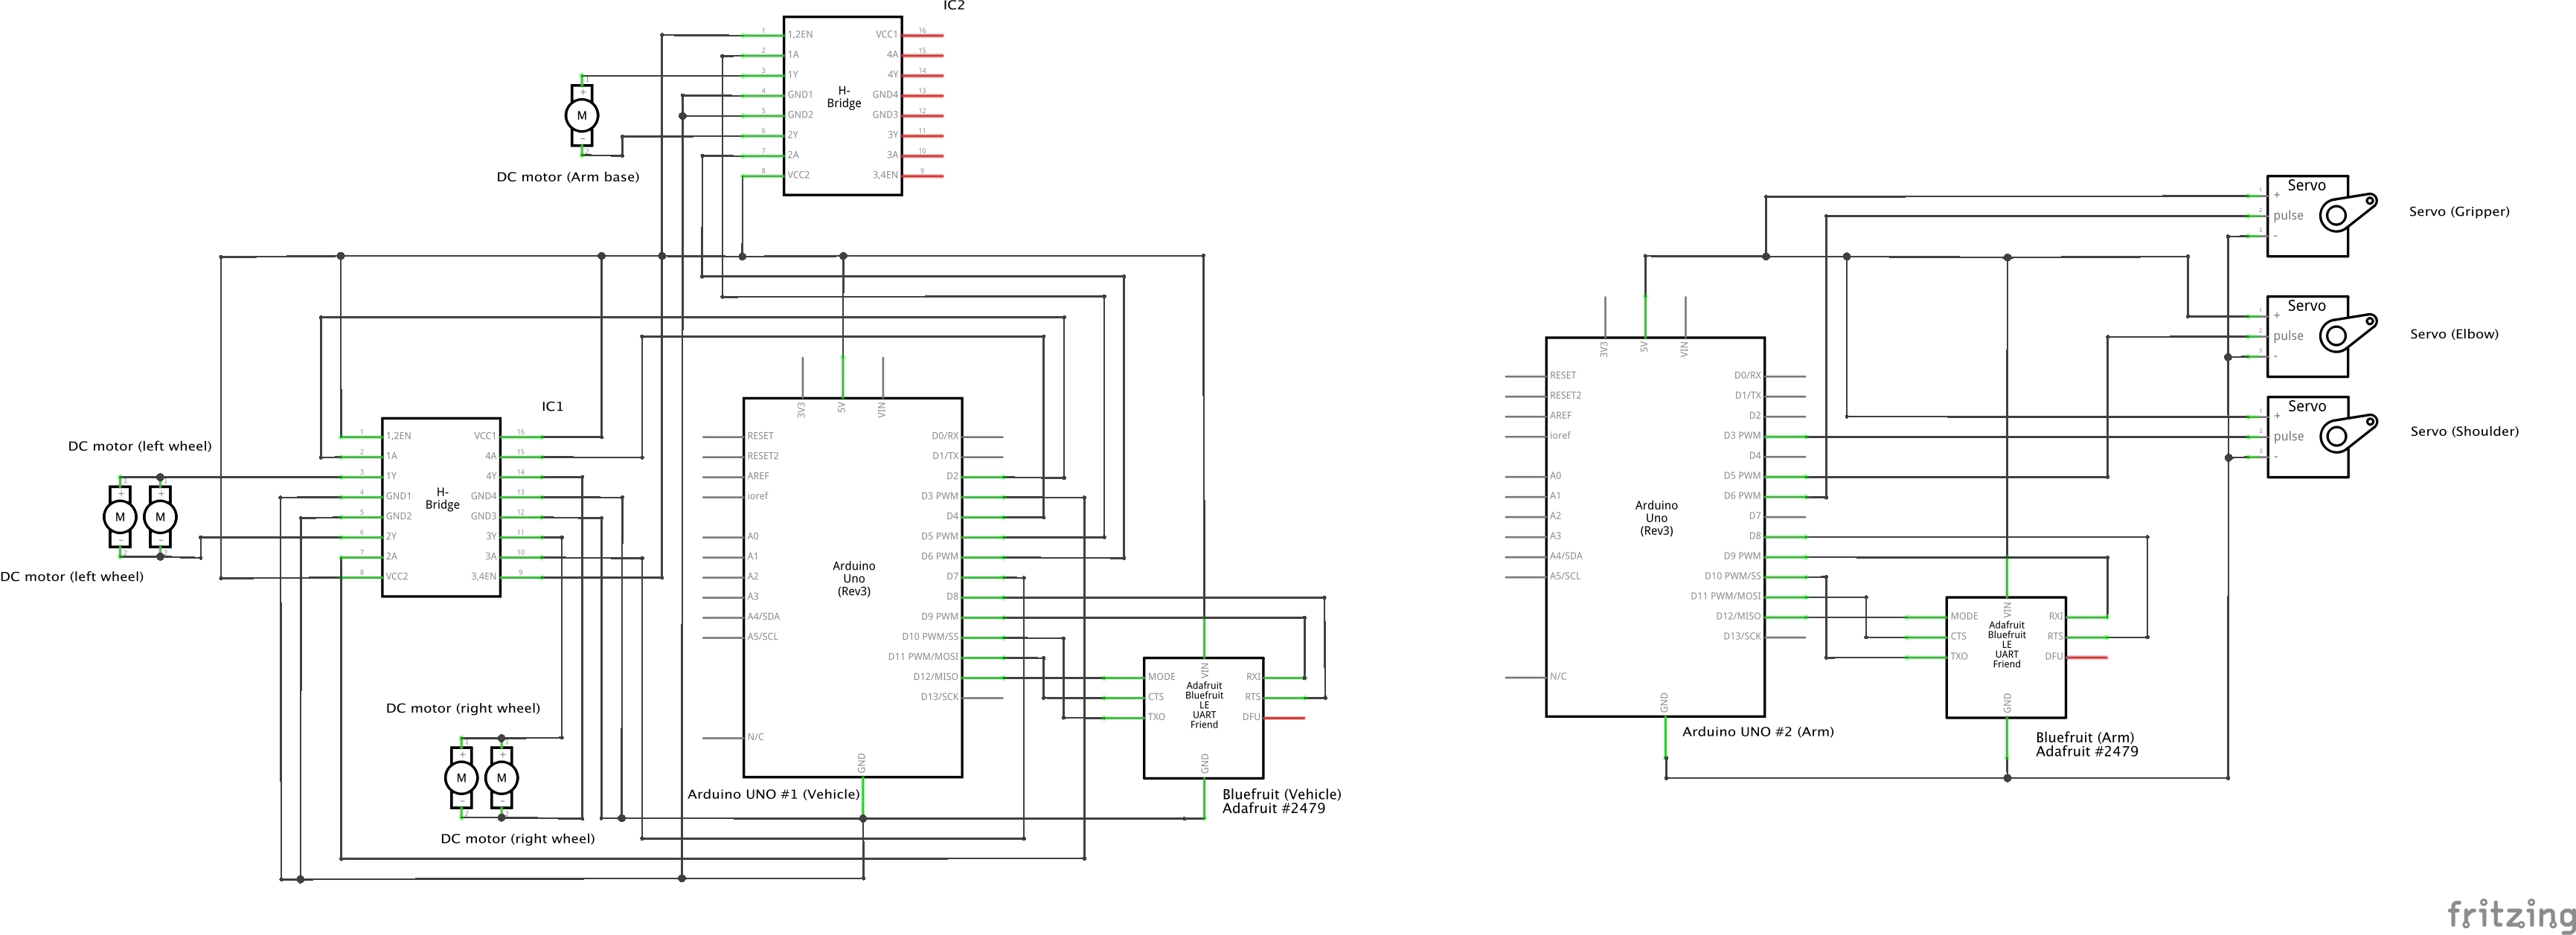 IC2
1 1,2EN VCC1 16
2 1A 4A 15
3 1Y 4Y 14
4 GND1 GND4 13
5 GND2 GND3 12
6 2Y 3Y 11
7 2A 3A 10
8 VCC2 3,4EN 9
H-
Bridge
1
+
M
−
2
DC motor (Arm base)
IC1
1 1,2EN VCC1 16
2 1A 4A 15
3 1Y 4Y 14
4 GND1 GND4 13
5 GND2 GND3 12
6 2Y 3Y 11
7 2A 3A 10
8 VCC2 3,4EN 9
H-
Bridge
DC motor (left wheel)
+ +
M M
− −
DC motor (left wheel)
DC motor (right wheel)
+ +
M M
− −
DC motor (right wheel)
3V3 5V VIN
RESET D0/RX
RESET2 D1/TX
AREF D2
ioref D3 PWM
D4
A0 D5 PWM
A1 D6 PWM
A2 D7
A3 D8
A4/SDA D9 PWM
A5/SCL D10 PWM/SS
D11 PWM/MOSI
D12/MISO
D13/SCK
N/C
GND
Arduino
Uno
(Rev3)
Arduino UNO #1 (Vehicle)
VIN
MODE RXI
CTS RTS
TXO DFU
GND
Adafruit
Bluefruit
LE
UART
Friend
Bluefruit (Vehicle)
Adafruit #2479
3V3 5V VIN
RESET D0/RX
RESET2 D1/TX
AREF D2
ioref D3 PWM
D4
A0 D5 PWM
A1 D6 PWM
A2 D7
A3 D8
A4/SDA D9 PWM
A5/SCL D10 PWM/SS
D11 PWM/MOSI
D12/MISO
D13/SCK
N/C
GND
Arduino
Uno
(Rev3)
Arduino UNO #2 (Arm)
VIN
MODE RXI
CTS RTS
TXO DFU
GND
Adafruit
Bluefruit
LE
UART
Friend
Bluefruit (Arm)
Adafruit #2479
Servo
1 +
2 pulse
3 -
Servo (Gripper)
Servo
1 +
2 pulse
3 -
Servo (Elbow)
Servo
1 +
2 pulse
3 -
Servo (Shoulder)
fritzing